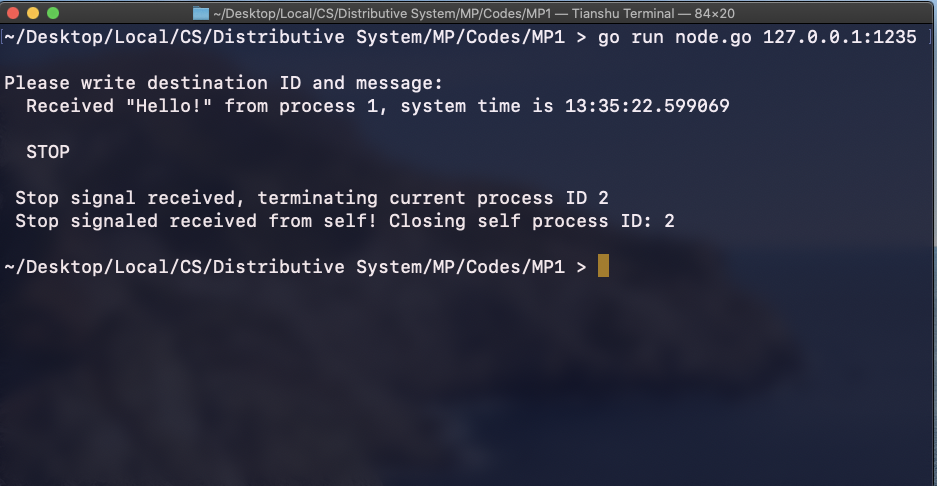 ~/Desktop/Local/CS/Distributive System/MP/Codes/MP1 — Tianshu Terminal — 84×20
~/Desktop/Local/CS/Distributive System/MP/Codes/MP1 > go run node.go 127.0.0.1:1235
Please write destination ID and message:
Received "Hello!" from process 1, system time is 13:35:22.599069
STOP
Stop signal received, terminating current process ID 2
Stop signaled received from self! Closing self process ID: 2
~/Desktop/Local/CS/Distributive System/MP/Codes/MP1 >